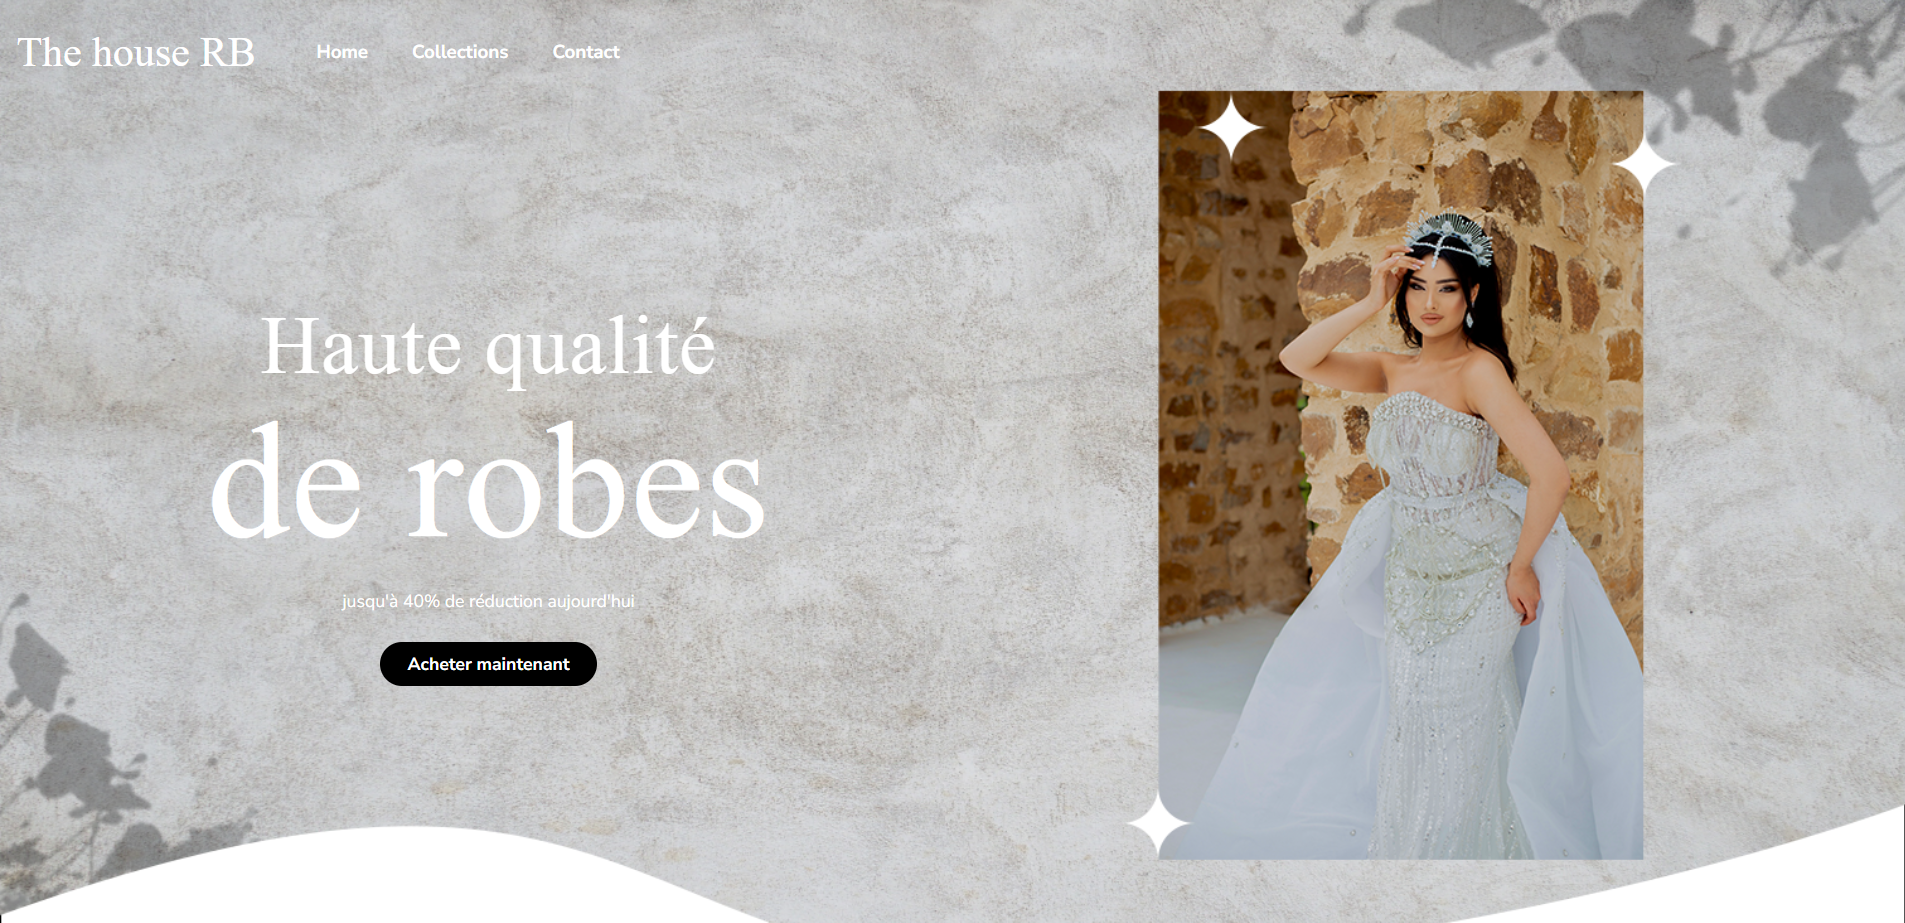 The house RB
Home
Collections
Contact
Haute qualité
de robes
jusqu'à 40% de réduction aujourd'hui
Acheter maintenant